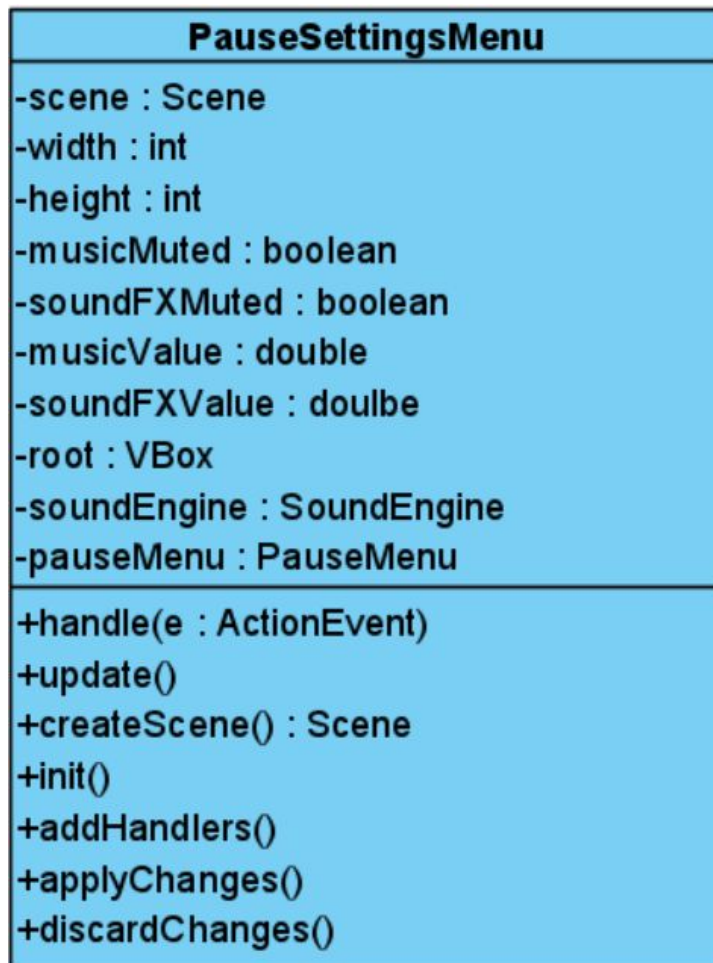 PauseSettingsMenu
-scene : Scene
-width : int
-height : int
-musicMuted : boolean
-soundFXMuted : boolean
-musicValue : double
-soundFXValue : doulbe
-root : VBox
-soundEngine : SoundEngine
-pauseMenu : PauseMenu
+handle(e : ActionEvent)
+update()
+createScene() : Scene
+init()
+addHandlers()
+applyChanges()
+discardChanges()